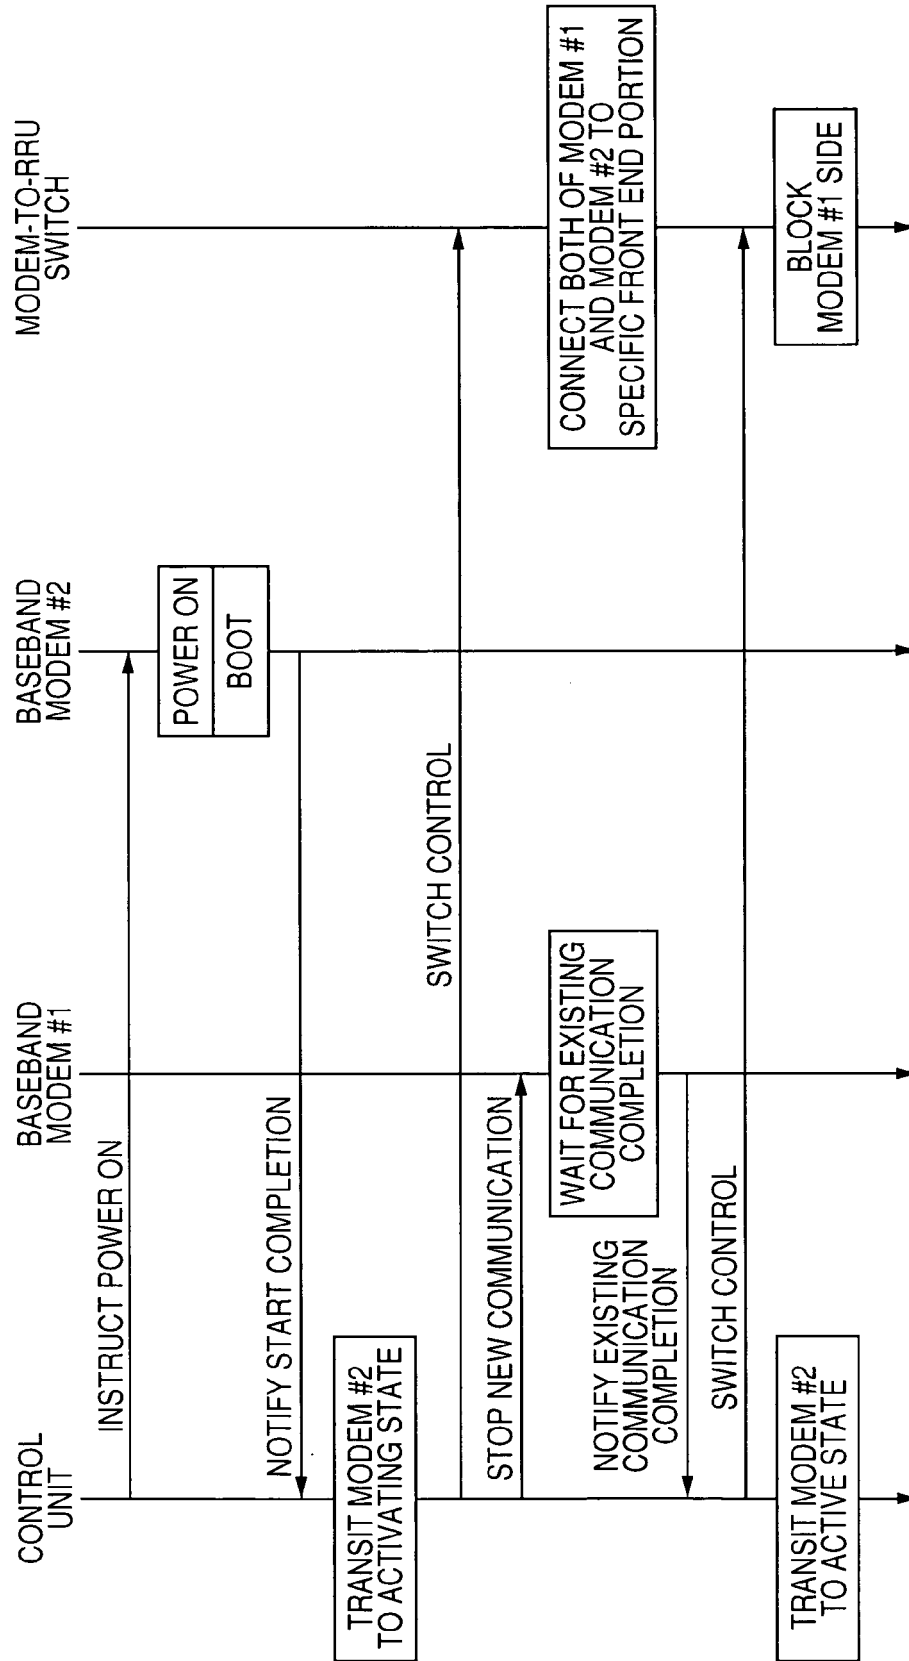 CONTROL
UNIT
BASEBAND
MODEM #1
BASEBAND
MODEM #2
MODEM-TO-RRU
SWITCH
INSTRUCT POWER ON
POWER ON
BOOT
NOTIFY START COMPLETION
TRANSIT MODEM #2
TO ACTIVATING STATE
SWITCH CONTROL
STOP NEW COMMUNICATION
WAIT FOR EXISTING
COMMUNICATION
COMPLETION
CONNECT BOTH OF MODEM #1
AND MODEM #2 TO
SPECIFIC FRONT END PORTION
NOTIFY EXISTING
COMMUNICATION
COMPLETION
SWITCH CONTROL
TRANSIT MODEM #2
TO ACTIVE STATE
BLOCK
MODEM #1 SIDE